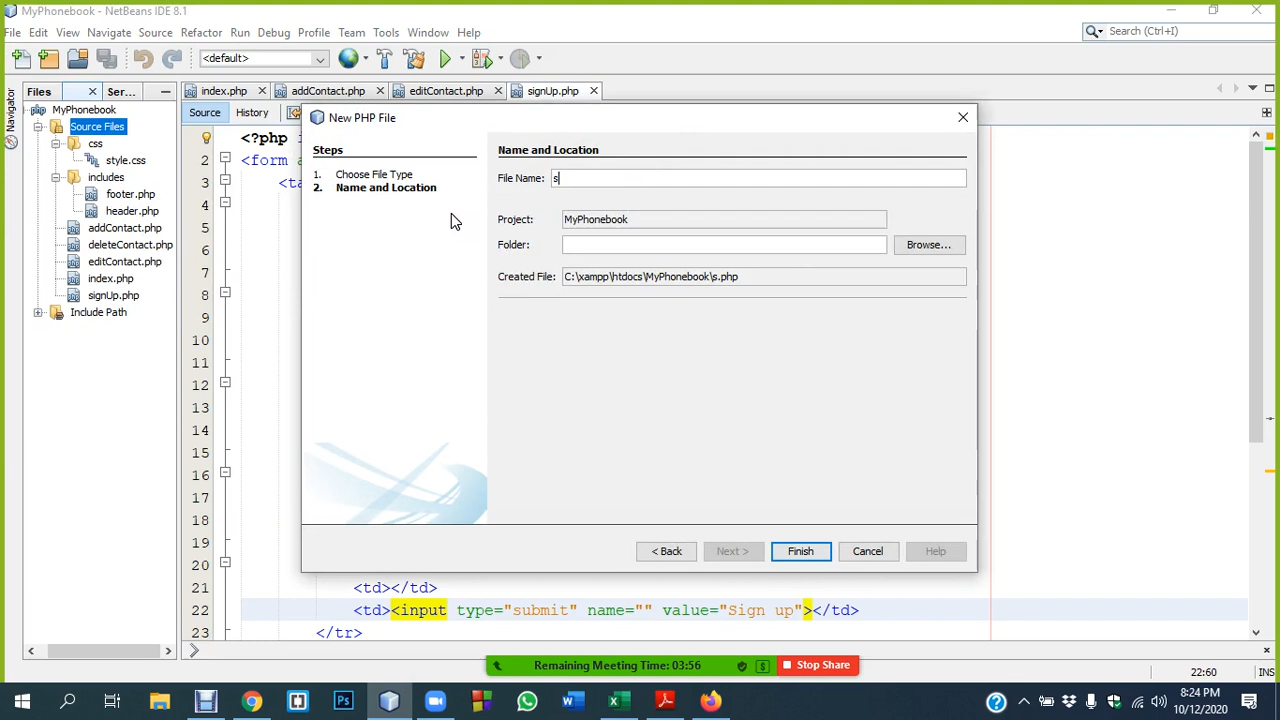 MyPhonebook - NetBeans IDE 8.1
File Edit View Navigate Source Refactor Run Debug Profile Team Tools Window Help
Search (Ctrl+I)
<default>
Files Ser...
index.php addContact.php editContact.php signUp.php
Navigator
MyPhonebook
Source Files
css
style.css
includes
footer.php
header.php
addContact.php
deleteContact.php
editContact.php
index.php
signUp.php
Include Path
Source History
1 <?php i
2 <form a
3 <ta
4
5
6
7
8
9
10
11
12
13
14
15
16
17
18
19
20
21 <td></td>
22 <td><input type="submit" name="" value="Sign up"></td>
23 </tr>
New PHP File
Steps
1. Choose File Type
2. Name and Location
Name and Location
File Name: s
Project: MyPhonebook
Folder: Browse...
Created File: C:\xampp\htdocs\MyPhonebook\s.php
< Back Next > Finish Cancel Help
Remaining Meeting Time: 03:56 Stop Share
22:60 INS
8:24 PM
10/12/2020